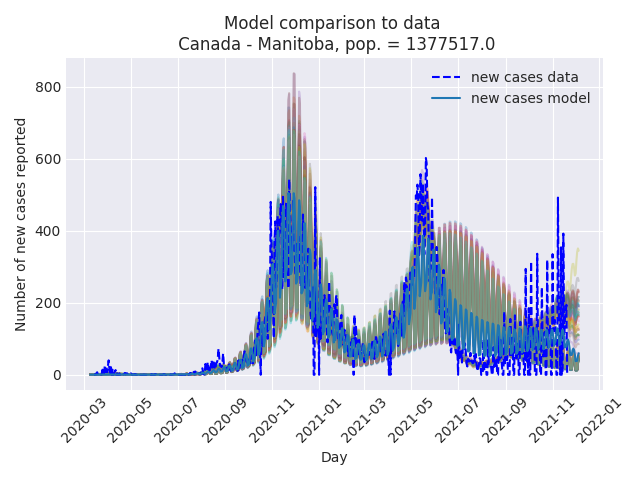 Model comparison to data
Canada - Manitoba, pop. = 1377517.0
new cases data
new cases model
Number of new cases reported
800
600
400
200
0
2020-03
2020-05
2020-07
2020-09
2020-11
2021-01
2021-03
2021-05
2021-07
2021-09
2021-11
2022-01
Day